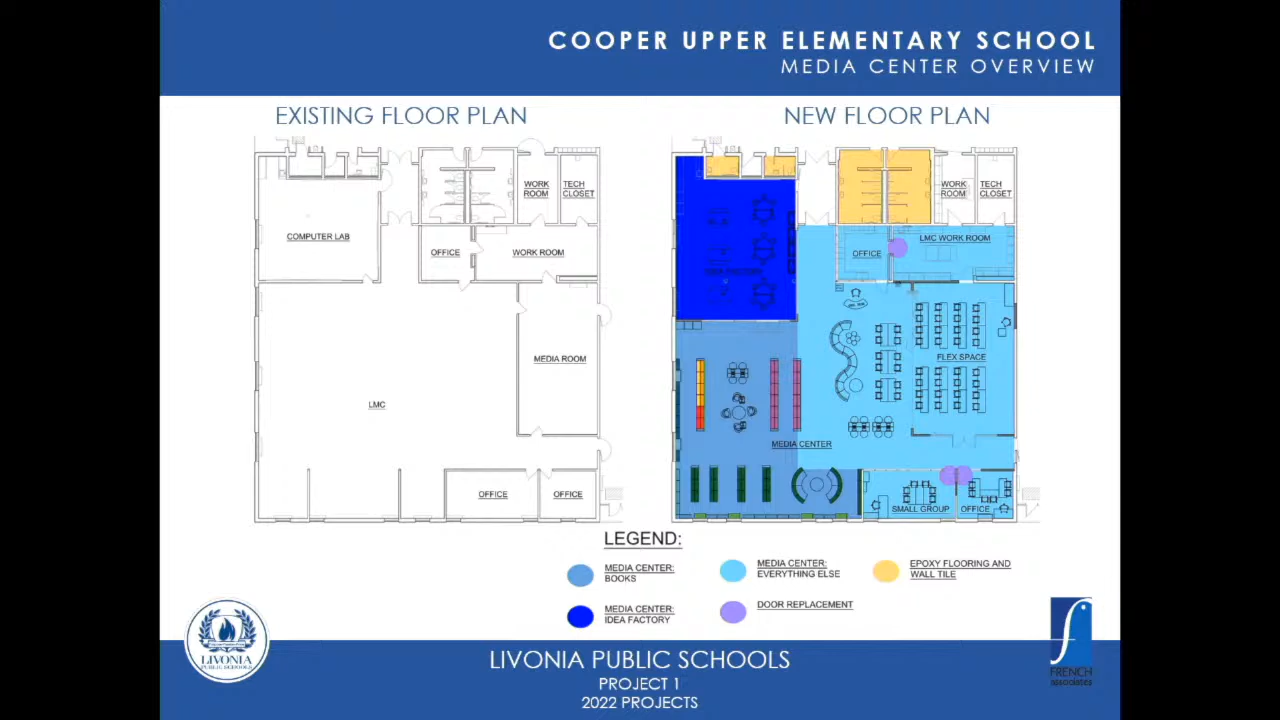 COOPER UPPER ELEMENTARY SCHOOL
MEDIA CENTER OVERVIEW
EXISTING FLOOR PLAN
NEW FLOOR PLAN
WORK
ROOM
TECH
CLOSET
COMPUTER LAB
OFFICE
WORK ROOM
MEDIA ROOM
LMC
OFFICE
OFFICE
WORK
ROOM
TECH
CLOSET
LMC WORK ROOM
OFFICE
IDEA FACTORY
FLEX SPACE
MEDIA CENTER
SMALL GROUP
OFFICE
LEGEND:
MEDIA CENTER:
BOOKS
MEDIA CENTER:
EVERYTHING ELSE
EPOXY FLOORING AND
WALL TILE
MEDIA CENTER:
IDEA FACTORY
DOOR REPLACEMENT
LIVONIA
PUBLIC SCHOOLS
LIVONIA PUBLIC SCHOOLS
PROJECT 1
2022 PROJECTS
FRENCH
associates